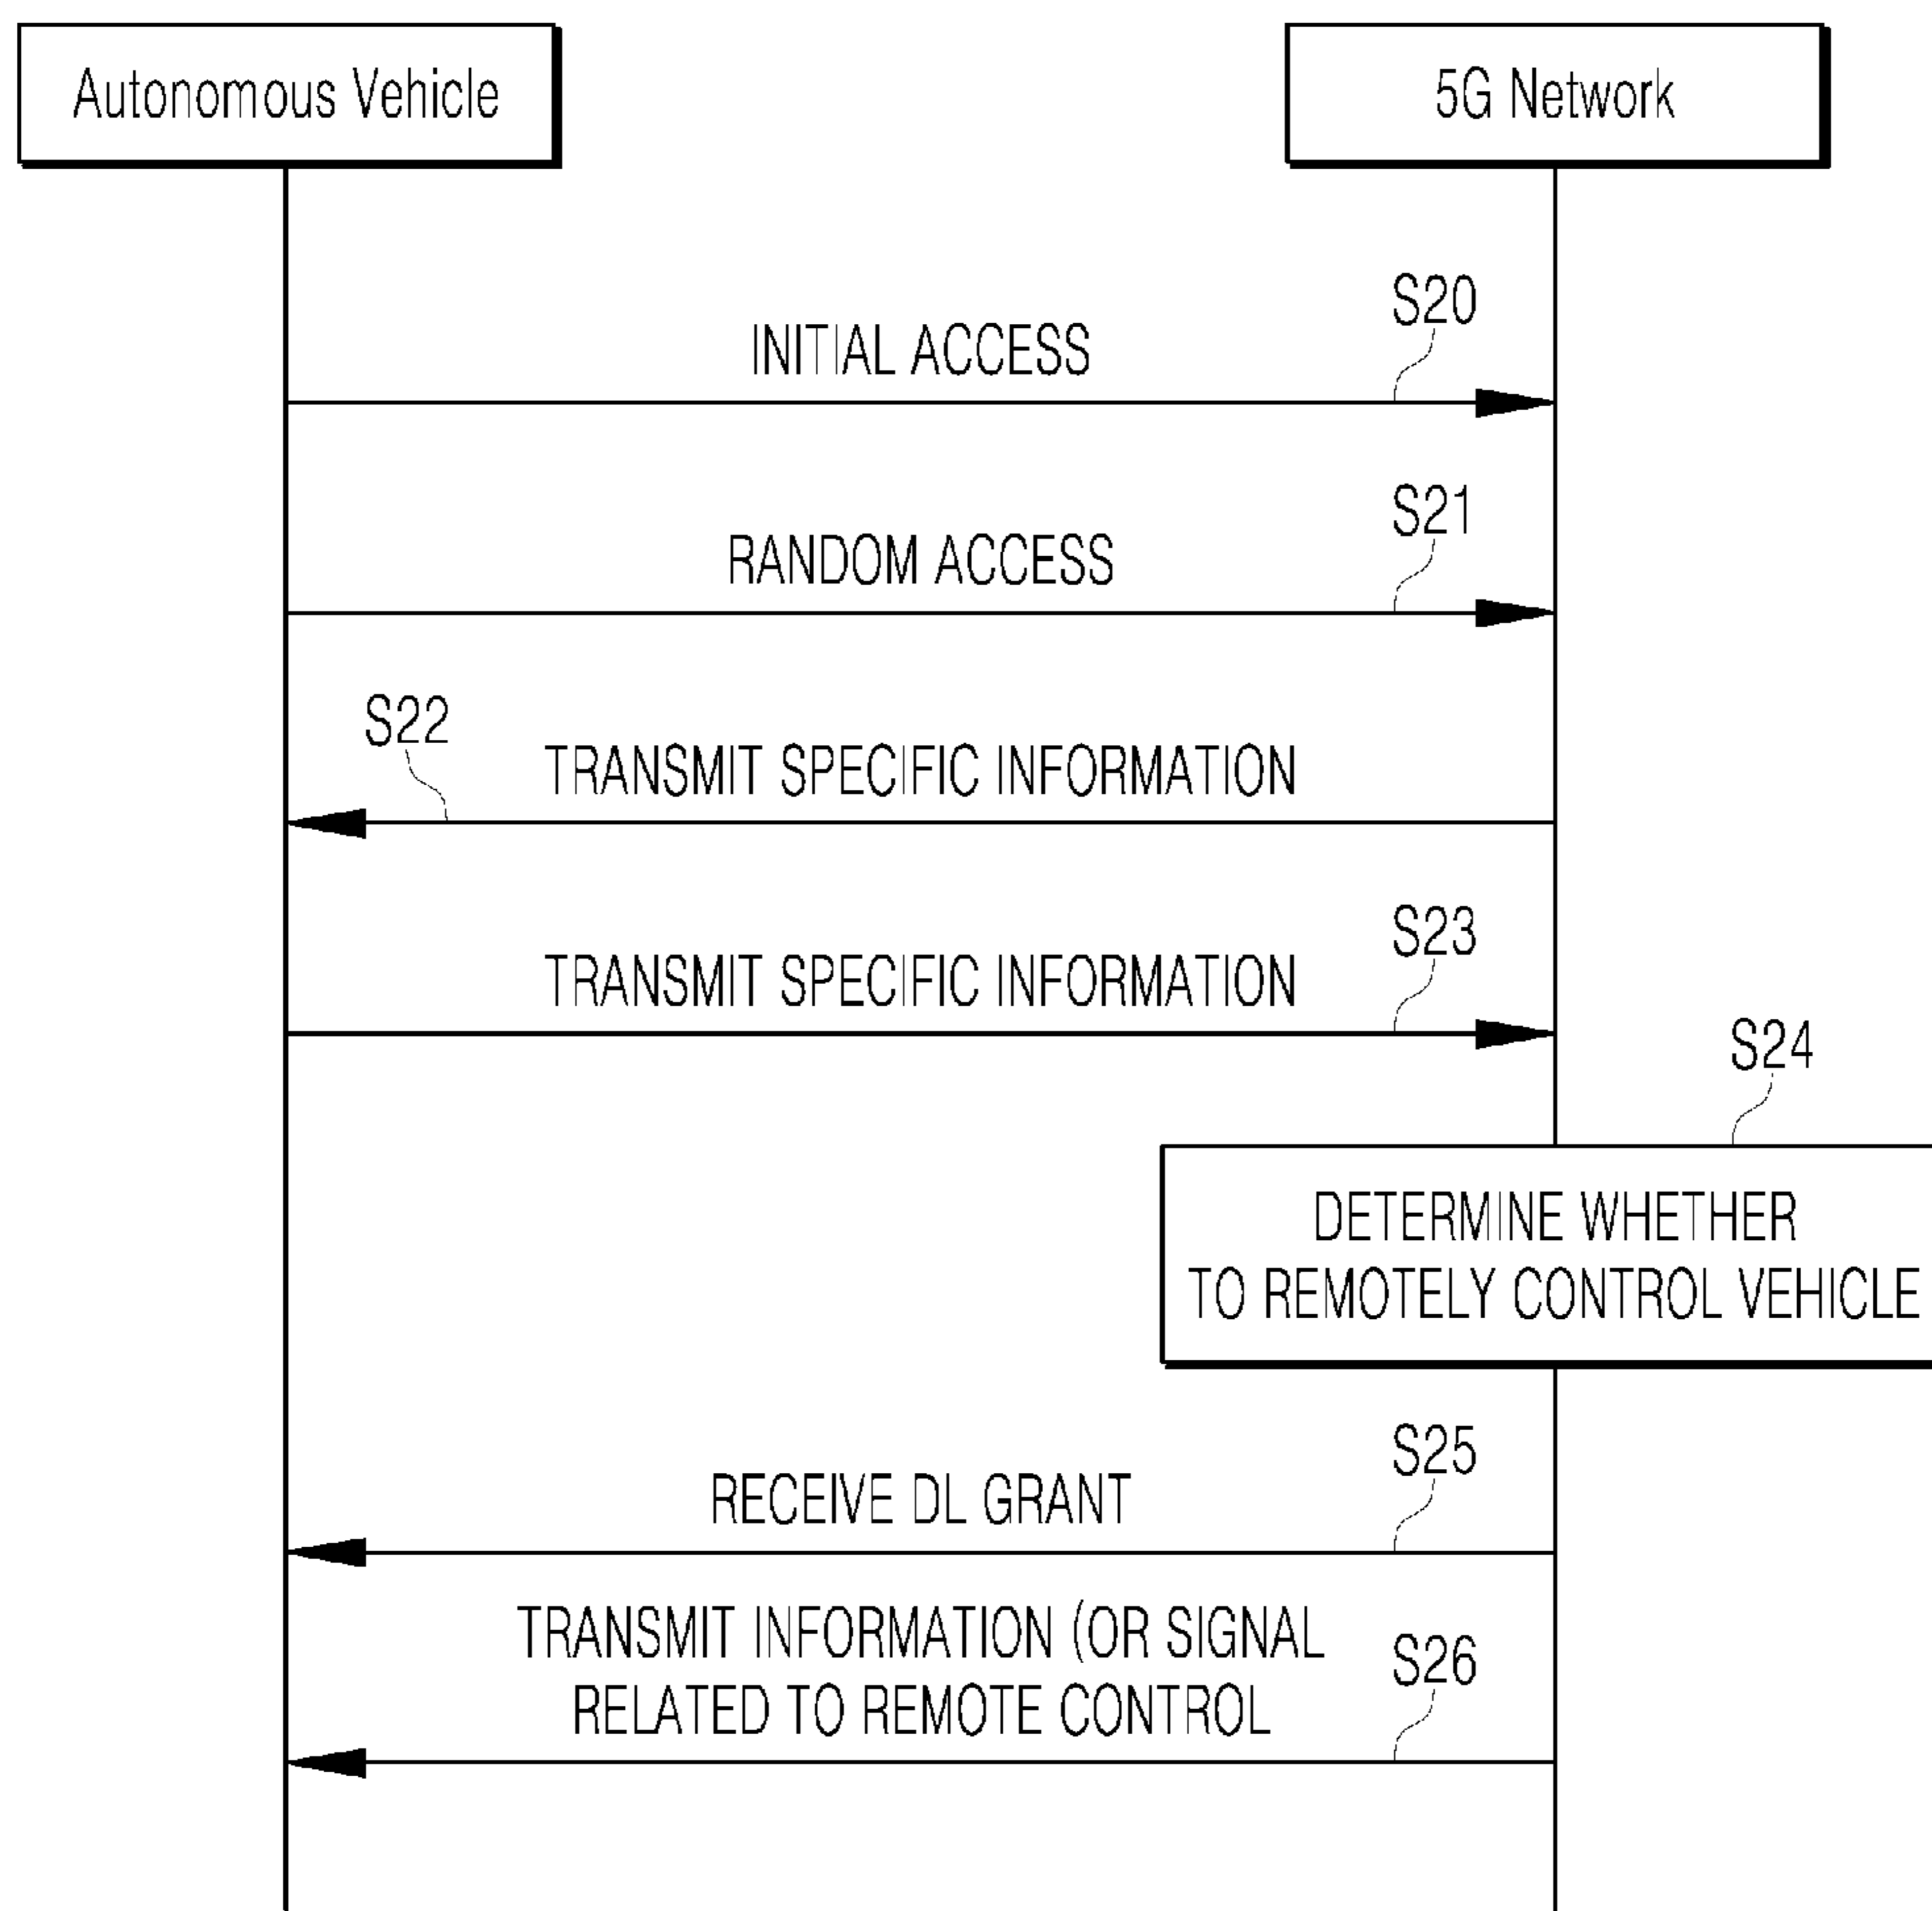 Autonomous Vehicle
5G Network
S20
INITIAL ACCESS
S21
RANDOM ACCESS
S22
TRANSMIT SPECIFIC INFORMATION
S23
TRANSMIT SPECIFIC INFORMATION
S24
DETERMINE WHETHER
TO REMOTELY CONTROL VEHICLE
S25
RECEIVE DL GRANT
TRANSMIT INFORMATION (OR SIGNAL
RELATED TO REMOTE CONTROL
S26